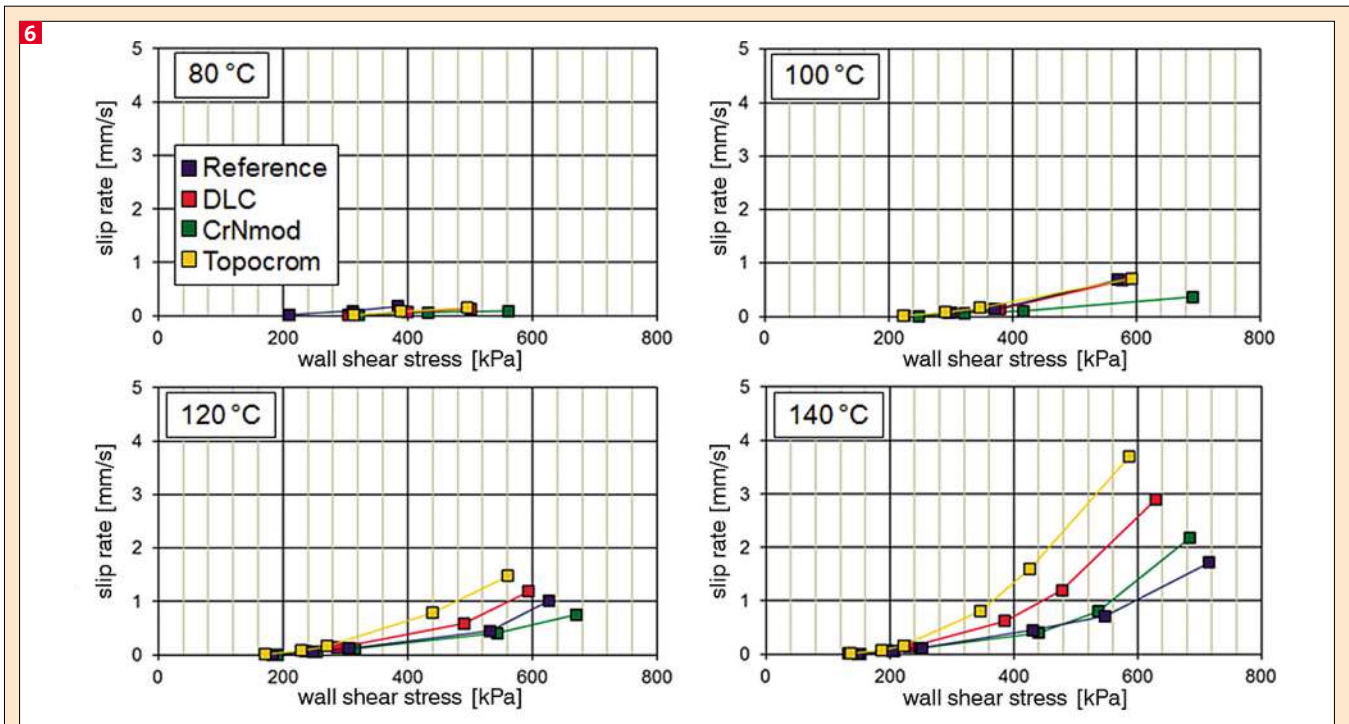 6
80 °C
5
4
3
2
1
0
slip rate [mm/s]
Reference
DLC
CrNmod
Topocrom
0
200
400
600
800
wall shear stress [kPa]
100 °C
5
4
3
2
1
0
slip rate [mm/s]
0
200
400
600
800
wall shear stress [kPa]
120 °C
5
4
3
2
1
0
slip rate [mm/s]
0
200
400
600
800
wall shear stress [kPa]
140 °C
5
4
3
2
1
0
slip rate [mm/s]
0
200
400
600
800
wall shear stress [kPa]